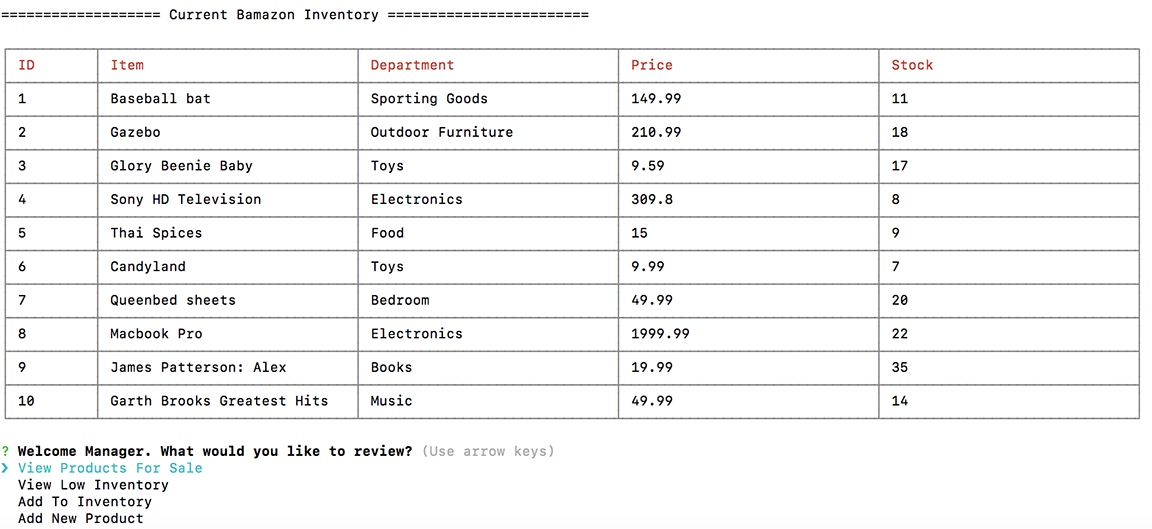 =================== Current Bamazon Inventory ========================
ID Item Department Price Stock
1 Baseball bat Sporting Goods 149.99 11
2 Gazebo Outdoor Furniture 210.99 18
3 Glory Beenie Baby Toys 9.59 17
4 Sony HD Television Electronics 309.8 8
5 Thai Spices Food 15 9
6 Candyland Toys 9.99 7
7 Queenbed sheets Bedroom 49.99 20
8 Macbook Pro Electronics 1999.99 22
9 James Patterson: Alex Books 19.99 35
10 Garth Brooks Greatest Hits Music 49.99 14
? Welcome Manager. What would you like to review? (Use arrow keys)
❯ View Products For Sale
View Low Inventory
Add To Inventory
Add New Product